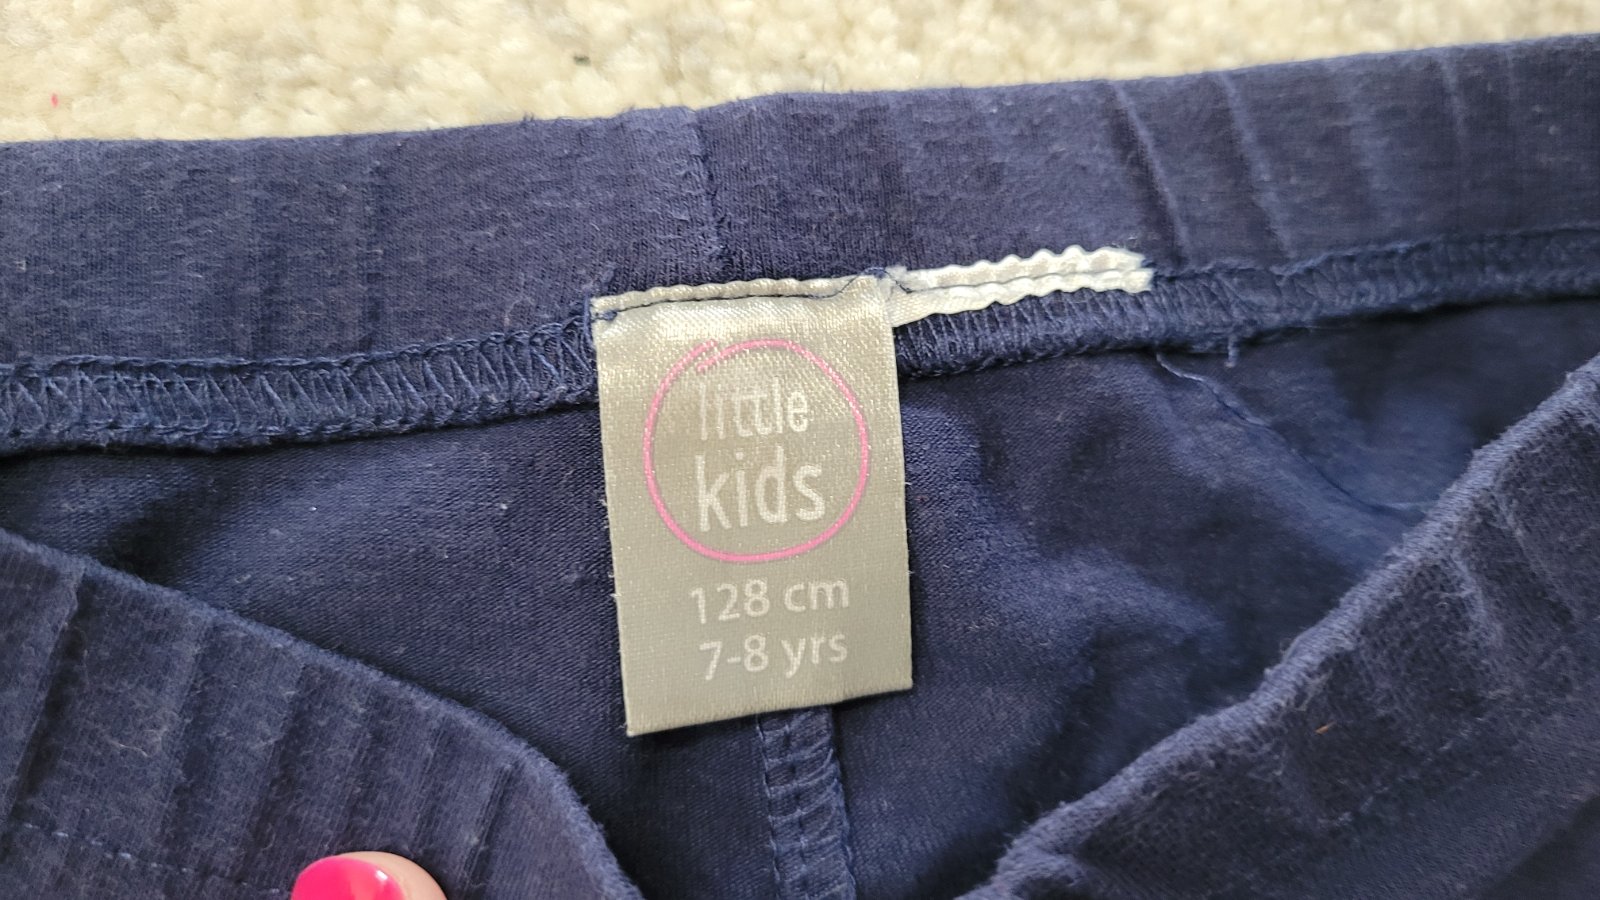 little
kids
128 cm
7-8 yrs